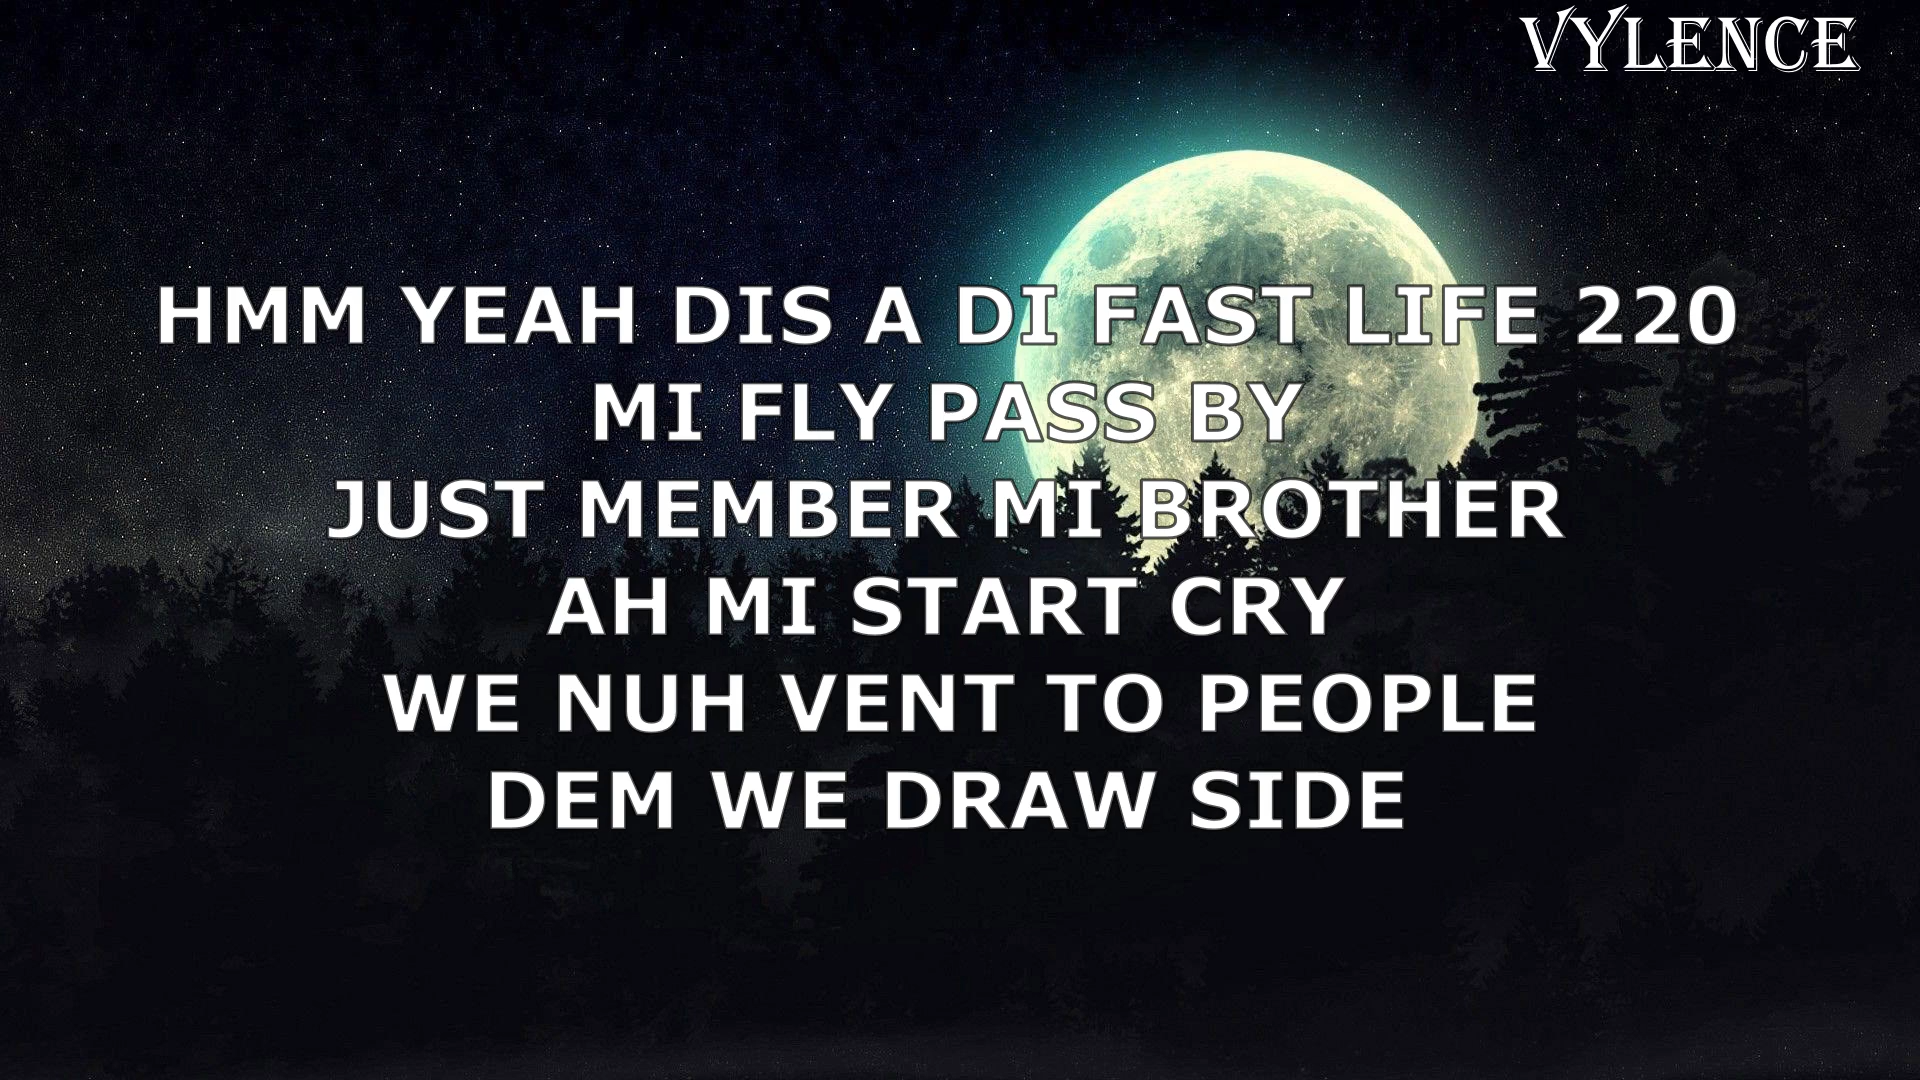 VYLENCE
HMM YEAH DIS A DI FAST LIFE 220
MI FLY PASS BY
JUST MEMBER MI BROTHER
AH MI START CRY
WE NUH VENT TO PEOPLE
DEM WE DRAW SIDE